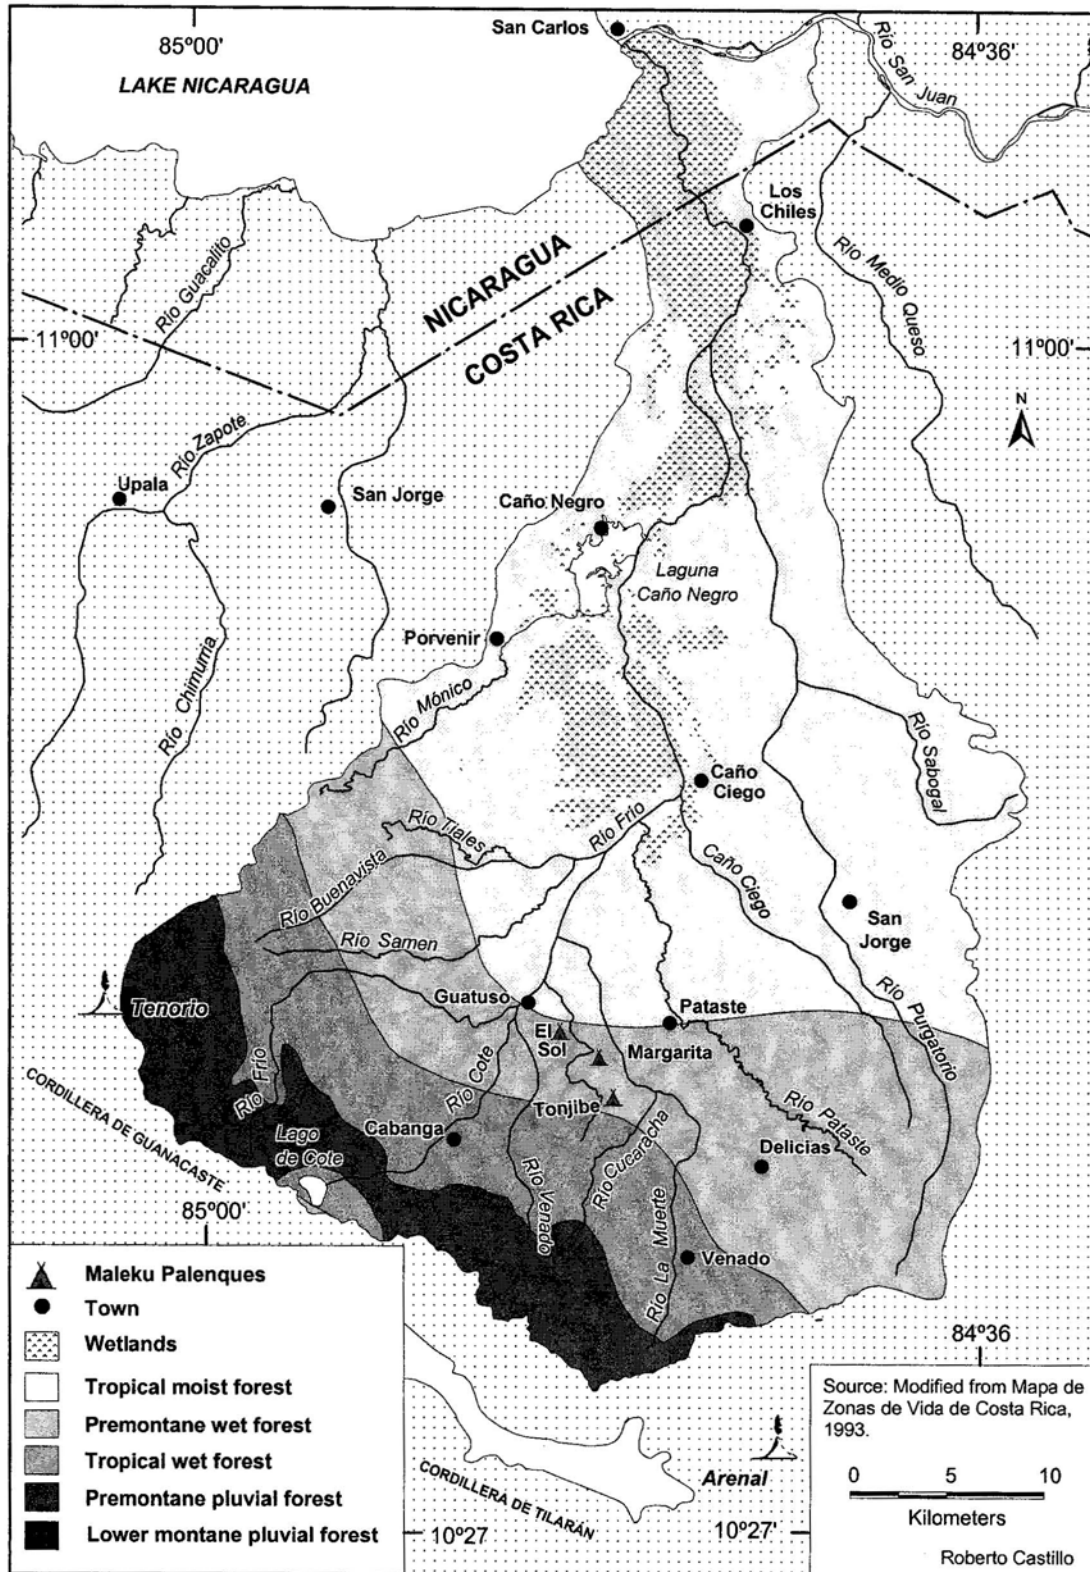 85º00'
San Carlos
Río San Juan
84º36'
LAKE NICARAGUA
Los
Chiles
Río Guacalito
NICARAGUA
COSTA RICA
Río Medio Queso
11º00'
11º00'
N
Río Zapote
Upala
San Jorge
Caño Negro
Laguna
Caño Negro
Porvenir
Río Chimurria
Río Mónico
Río Sabogal
Caño
Ciego
Río Tiales
Río Frío
Caño Ciego
Río Buenavista
San
Jorge
Río Samen
Guatuso
Pataste
Tenorio
El
Sol
Margarita
Río Purgatorio
Río Frío
Río Cote
Tonjibe
Río Pataste
CORDILLERA DE GUANACASTE
Lago
de Cote
Cabanga
Río Cucaracha
Delicias
85º00'
Río Venado
Río La Muerte
Venado
Maleku Palenques
Town
Wetlands
Tropical moist forest
Premontane wet forest
Tropical wet forest
Premontane pluvial forest
Lower montane pluvial forest
84º36
Source: Modified from Mapa de
Zonas de Vida de Costa Rica,
1993.
Arenal
CORDILLERA DE TILARÁN
0 5 10
Kilometers
10º27'
10º27'
Roberto Castillo